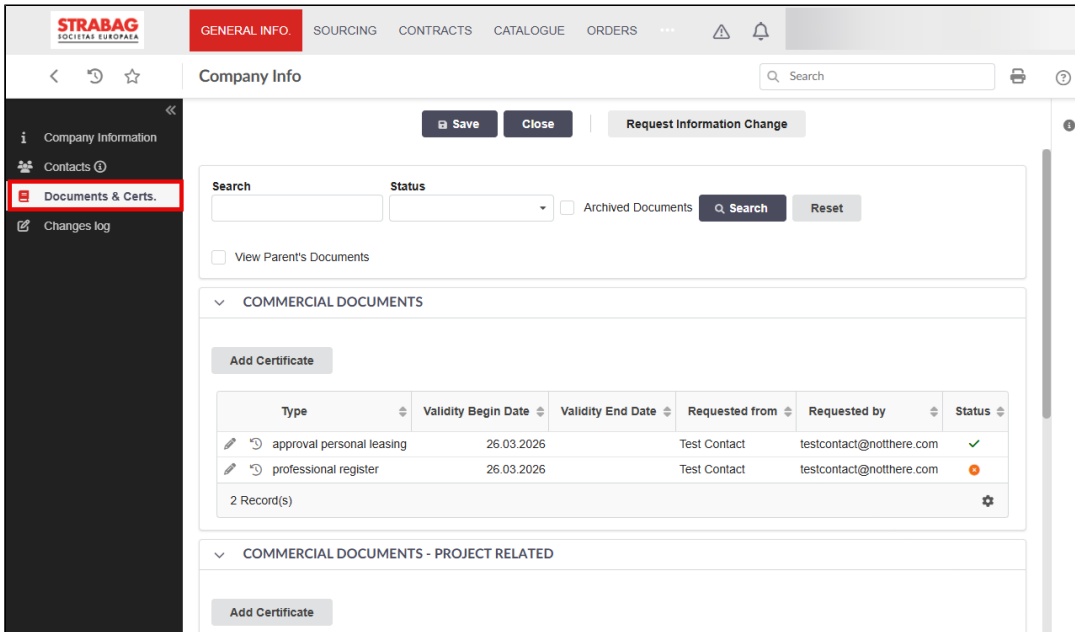 STRABAG
SOCIETAS EUROPAEA
GENERAL INFO. SOURCING CONTRACTS CATALOGUE ORDERS ...
Company Info Search
Company Information
Contacts
Documents & Certs.
Changes log
Save Close Request Information Change
Search Status
Archived Documents Search Reset
View Parent's Documents
COMMERCIAL DOCUMENTS
Add Certificate
Type Validity Begin Date Validity End Date Requested from Requested by Status
approval personal leasing 26.03.2026 Test Contact testcontact@notthere.com
professional register 26.03.2026 Test Contact testcontact@notthere.com
2 Record(s)
COMMERCIAL DOCUMENTS - PROJECT RELATED
Add Certificate